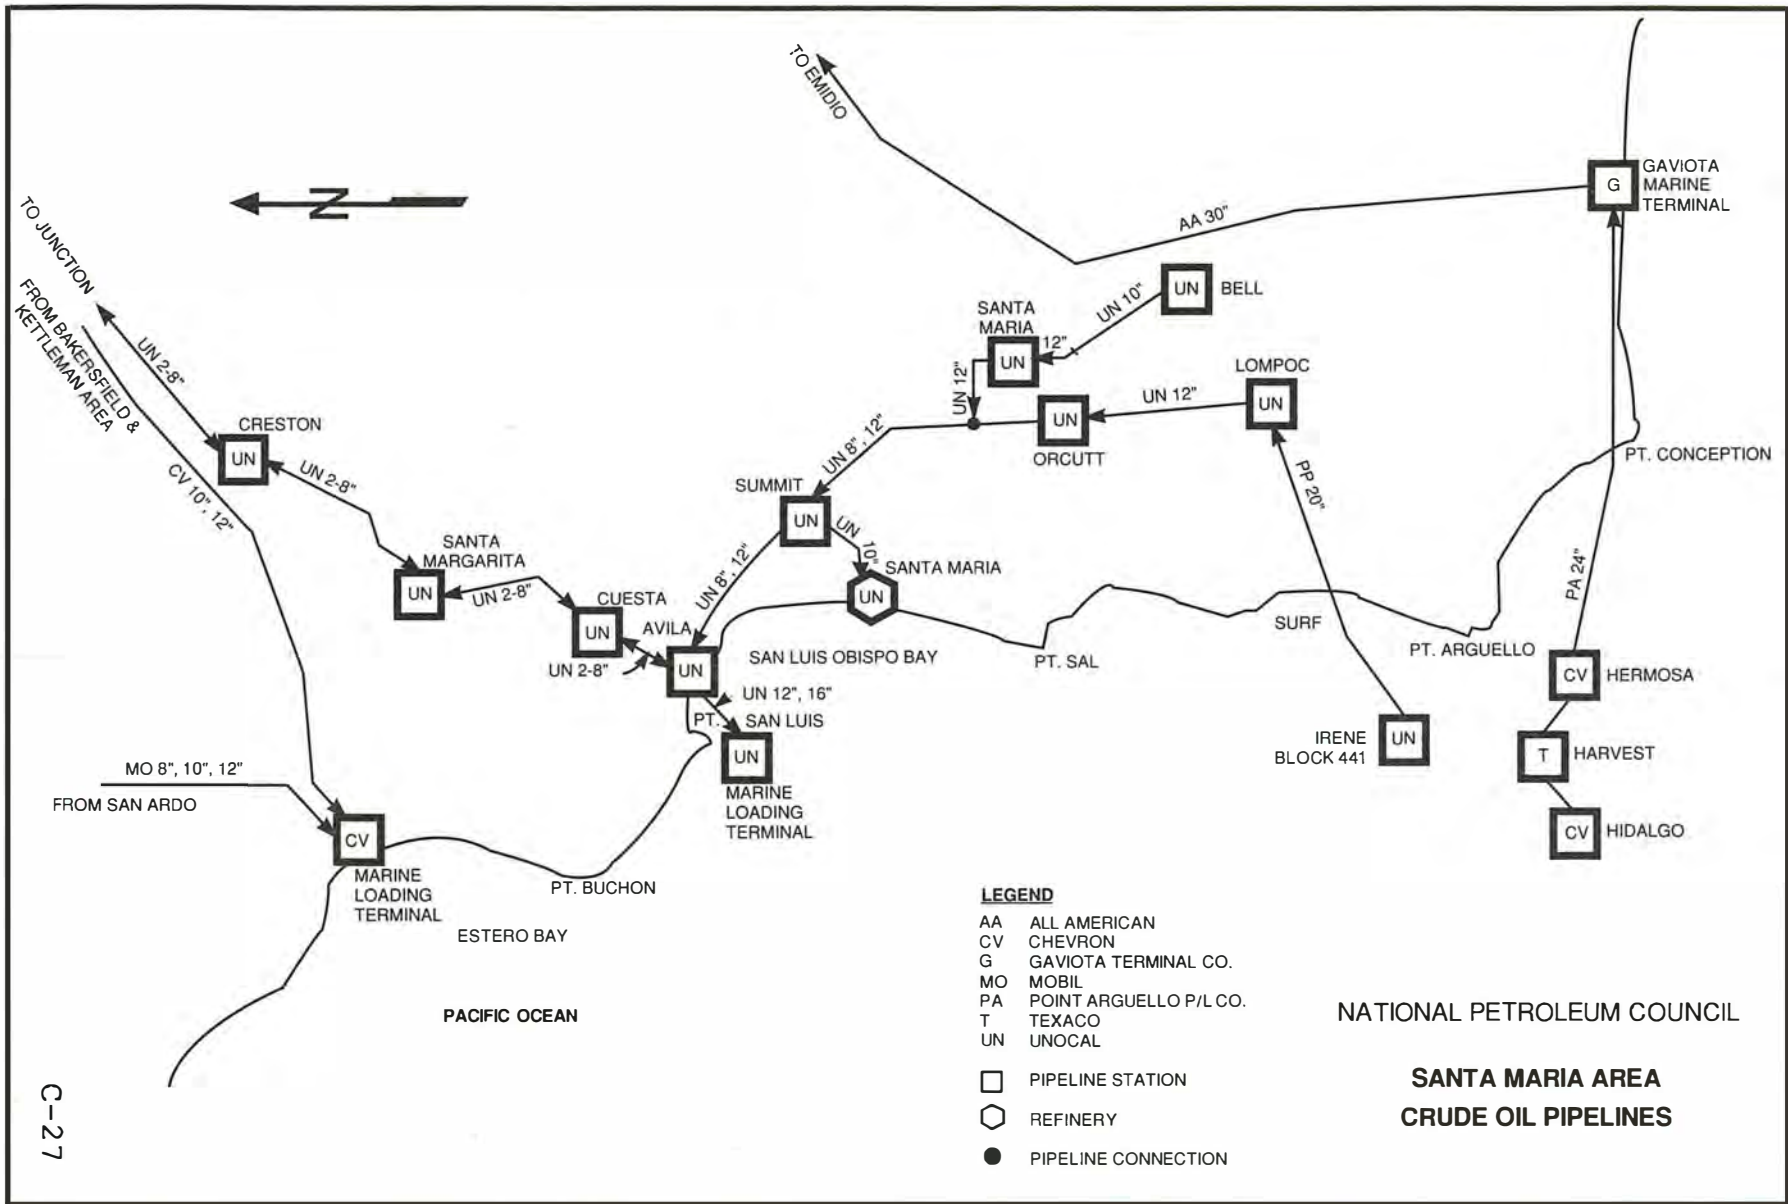 TO EMIDIO
GAVIOTA
MARINE
TERMINAL
G
N
AA 30"
TO JUNCTION
FROM BAKERSFIELD &
KETTLEMAN AREA
UN 2-8"
CV 10", 12"
UN
BELL
UN 10"
12"
SANTA
MARIA
UN
UN 12"
LOMPOC
UN
UN 12"
UN
ORCUTT
UN 8", 12"
CRESTON
UN
UN 2-8"
SUMMIT
UN
UN 10"
PP 20"
PT. CONCEPTION
SANTA
MARGARITA
UN
UN 2-8"
UN 8", 12"
SANTA MARIA
UN
PA 24"
CUESTA
UN
AVILA
UN 2-8"
UN
SAN LUIS OBISPO BAY
PT. SAL
SURF
PT. ARGUELLO
CV
HERMOSA
UN 12", 16"
PT.
SAN LUIS
UN
MARINE
LOADING
TERMINAL
IRENE
BLOCK 441
UN
T
HARVEST
CV
HIDALGO
MO 8", 10", 12"
FROM SAN ARDO
CV
MARINE
LOADING
TERMINAL
PT. BUCHON
ESTERO BAY
PACIFIC OCEAN
LEGEND
AA ALL AMERICAN
CV CHEVRON
G GAVIOTA TERMINAL CO.
MO MOBIL
PA POINT ARGUELLO P/L CO.
T TEXACO
UN UNOCAL
PIPELINE STATION
REFINERY
PIPELINE CONNECTION
NATIONAL PETROLEUM COUNCIL
SANTA MARIA AREA
CRUDE OIL PIPELINES
C-27